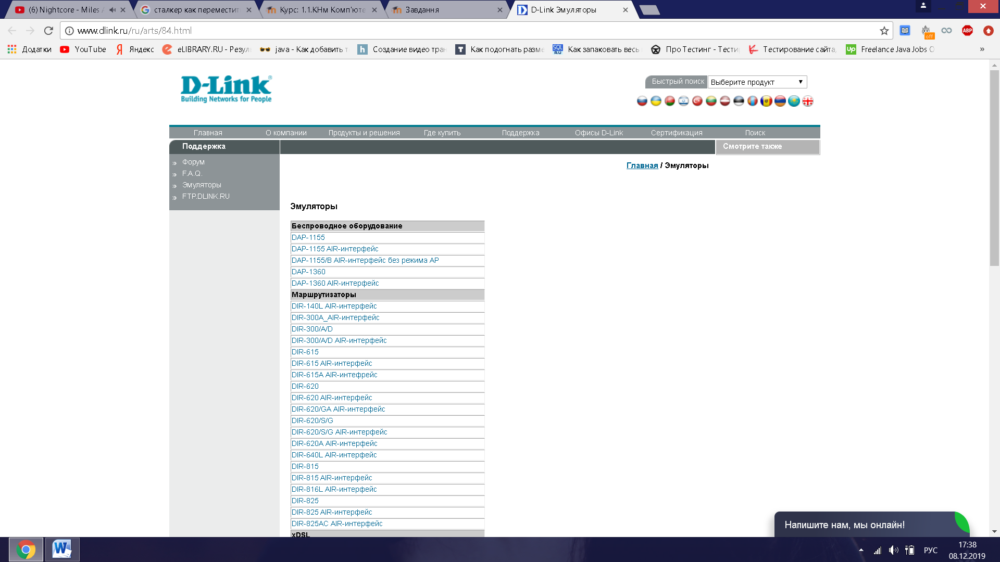 (6) Nightcore - Miles
сталкер как переместит
Курс: 1.1.КНм Комп'юте
Завдання
D-Link Эмуляторы
www.dlink.ru/ru/arts/84.html
off
ABP
Додатки
YouTube
Яндекс
eLIBRARY.RU - Резул
java - Как добавить
Создание видео тран
Как подогнать разме
Как запаковать весь
Про Тестинг - Тести
Тестирование сайта,
Freelance Java Jobs O
»
D-Link®
Building Networks for People
Быстрый поиск
Выберите продукт
Главная
О компании
Продукты и решения
Где купить
Поддержка
Офисы D-Link
Сертификация
Поиск
Поддержка
Смотрите также
Форум
F.A.Q.
Эмуляторы
FTP.DLINK.RU
Главная / Эмуляторы
Эмуляторы
Беспроводное оборудование
DAP-1155
DAP-1155 AIR-интерфейс
DAP-1155/B AIR-интерфейс без режима AP
DAP-1360
DAP-1360 AIR-интерфейс
Маршрутизаторы
DIR-140L AIR-интерфейс
DIR-300A_AIR-интерфейс
DIR-300/A/D
DIR-300/A/D AIR-интерфейс
DIR-615
DIR-615 AIR-интерфейс
DIR-615A AIR-интефрейс
DIR-620
DIR-620 AIR-интерфейс
DIR-620/GA AIR-интерфейс
DIR-620/S/G
DIR-620/S/G AIR-интерфейс
DIR-620A AIR-интерфейс
DIR-640L AIR-интерфейс
DIR-815
DIR-815 AIR-интерфейс
DIR-816L AIR-интерфейс
DIR-825
DIR-825 AIR-интерфейс
DIR-825AC AIR-интерфейс
xDSL
Напишите нам, мы онлайн!
РУС
17:38
08.12.2019